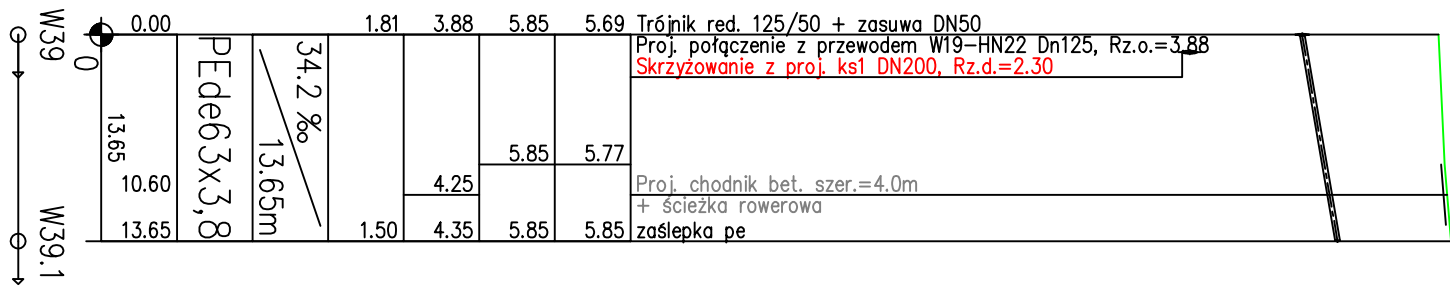 W39
0
0.00 1.81 3.88 5.85 5.69 Trójnik red. 125/50 + zasuwa DN50
Proj. połączenie z przewodem W19-HN22 Dn125, Rz.o.=3.88
Skrzyżowanie z proj. ks1 DN200, Rz.d.=2.30
13.65
PEde63x3,8
34.2 ‰
13.65m
5.85 5.77
10.60 4.25 Proj. chodnik bet. szer.=4.0m
+ ścieżka rowerowa
W39.1
13.65 1.50 4.35 5.85 5.85 zaślepka pe